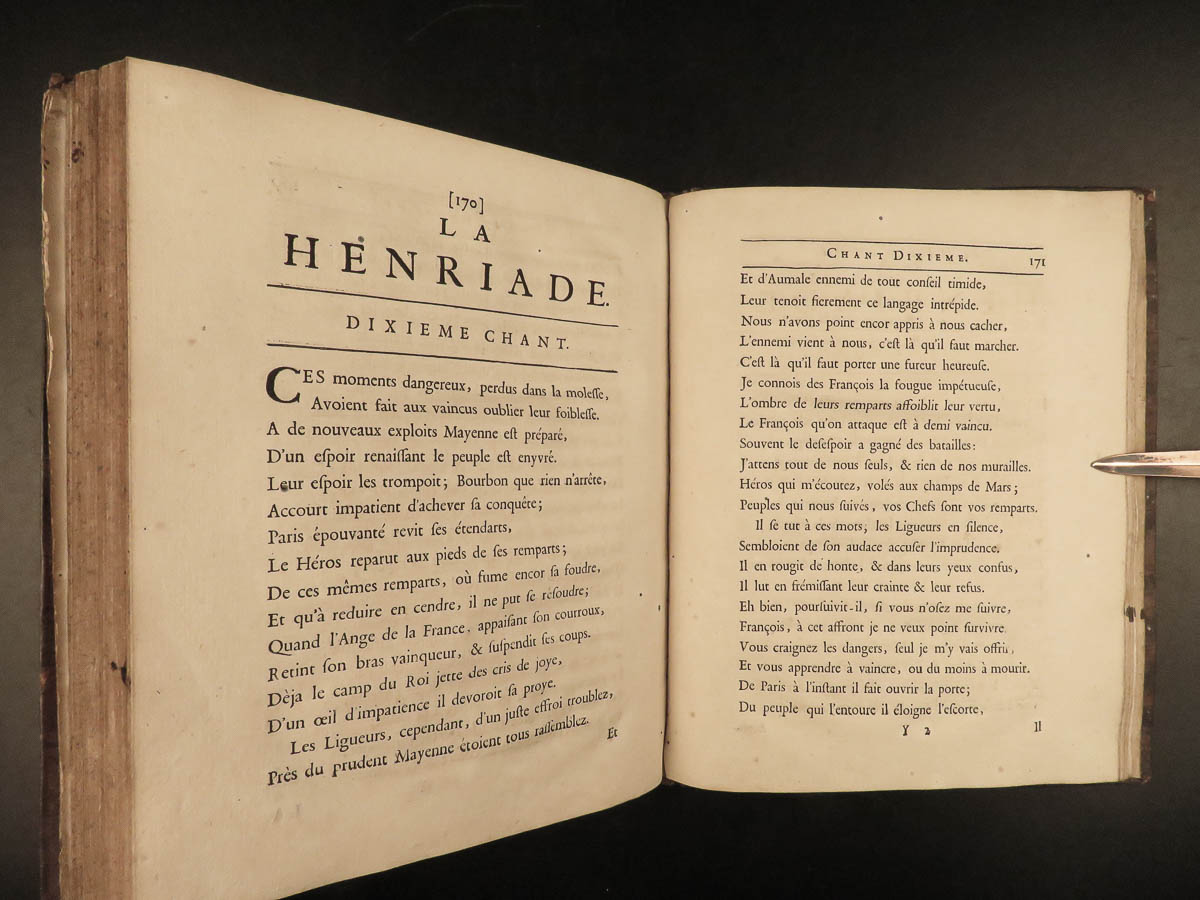 [170]
LA
HENRIADE.
DIXIEME CHANT.
CES moments dangereux, perdus dans la molesſe,
Avoient fait aux vaincus oublier leur foibleſſe.
A de nouveaux exploits Mayenne eſt préparé,
D'un eſpoir renaiſſant le peuple eſt enyvré.
Leur eſpoir les trompoit; Bourbon que rien n'arrête,
Accourt impatient d'achever ſa conquête;
Paris épouvanté revit ſes étendarts,
Le Héros reparut aux pieds de ſes remparts;
De ces mêmes remparts, où fume encor ſa foudre,
Et qu'à reduire en cendre, il ne put ſe réſoudre;
Quand l'Ange de la France, appaiſant ſon courroux,
Retint ſon bras vainqueur, & ſuſpendit ſes coups.
Dèja le camp du Roi jette des cris de joye,
D'un œil d'impatience il devoroit ſa proye.
Les Ligueurs, cependant, d'un juſte effroi troublez,
Près du prudent Mayenne étoient tous raſſemblez.
Et
CHANT DIXIEME.
171
Et d'Aumale ennemi de tout conſeil timide,
Leur tenoit fierement ce langage intrépide.
Nous n'avons point encor appris à nous cacher,
L'ennemi vient à nous, c'eſt là qu'il faut marcher.
C'eſt là qu'il faut porter une fureur heureuſe.
Je connois des François la fougue impétueuſe,
L'ombre de leurs remparts affoiblit leur vertu,
Le François qu'on attaque eſt à demi vaincu.
Souvent le deſeſpoir a gagné des batailles:
J'attens tout de nous ſeuls, & rien de nos murailles.
Héros qui m'écoutez, volés aux champs de Mars;
Peuples qui nous ſuivés, vos Chefs ſont vos remparts.
Il ſe tut à ces mots; les Ligueurs en ſilence,
Sembloient de ſon audace accuſer l'imprudence.
Il en rougit de honte, & dans leurs yeux confus,
Il lut en frémiſſant leur crainte & leur refus.
Eh bien, pourſuivit-il, ſi vous n'oſez me ſuivre,
François, à cet affront je ne veux point ſurvivre.
Vous craignez les dangers, ſeul je m'y vais offrir,
Et vous apprendre à vaincre, ou du moins à mourir.
De Paris à l'inſtant il fait ouvrir la porte;
Du peuple qui l'entoure il éloigne l'eſcorte,
Y 2
Il